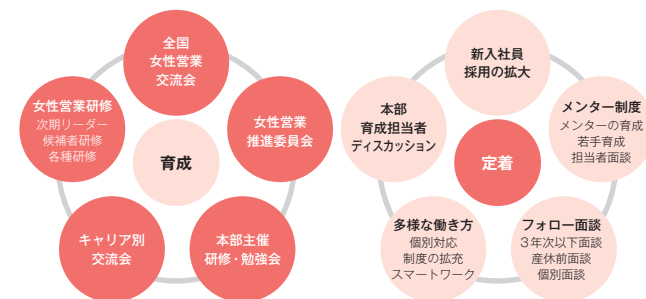 全国
女性営業
交流会
女性営業
推進委員会
本部主催
研修・勉強会
キャリア別
交流会
女性営業研修
次期リーダー
候補者研修
各種研修
育成
新入社員
採用の拡大
メンター制度
メンターの育成
若手育成
担当者面談
フォロー面談
３年次以下面談
産休前面談
個別面談
多様な働き方
個別対応
制度の拡充
スマートワーク
本部
育成担当者
ディスカッション
定着